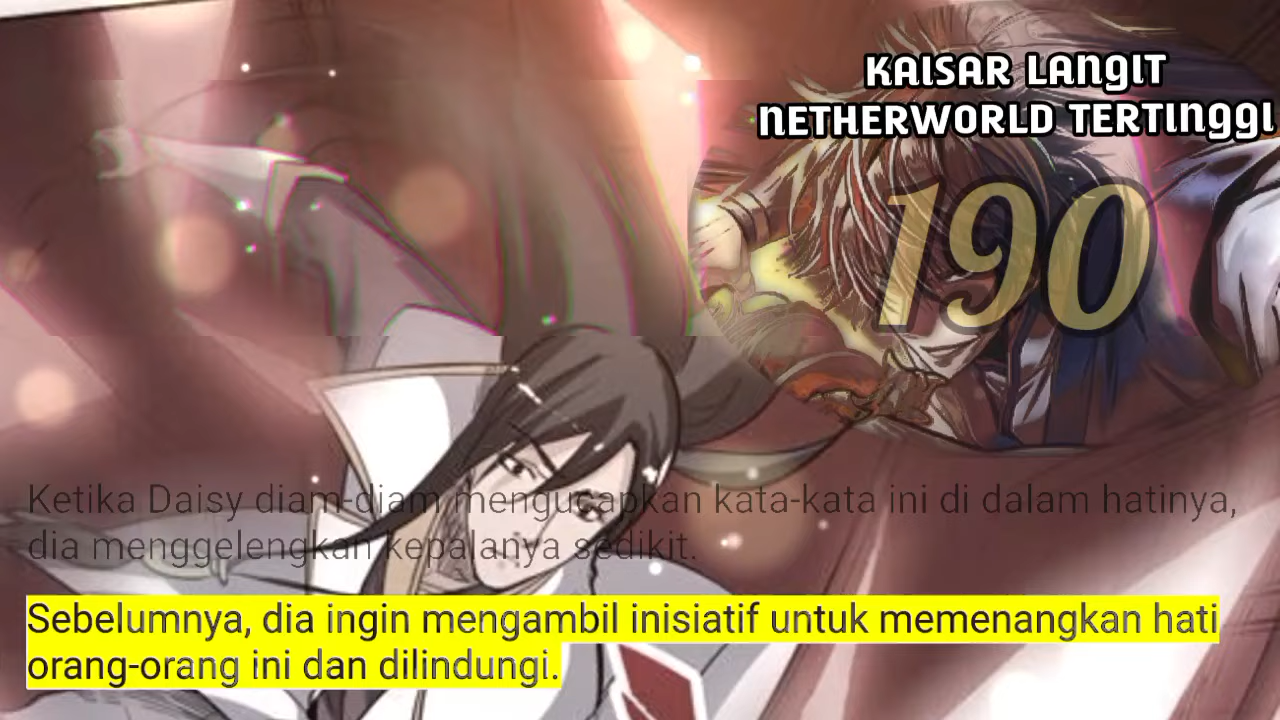 KAISAR LANGIT
NETHERWORLD TERTINGGI
190
Ketika Daisy diam-diam mengucapkan kata-kata ini di dalam hatinya,
dia menggelengkan kepalanya sedikit.
Sebelumnya, dia ingin mengambil inisiatif untuk memenangkan hati
orang-orang ini dan dilindungi.